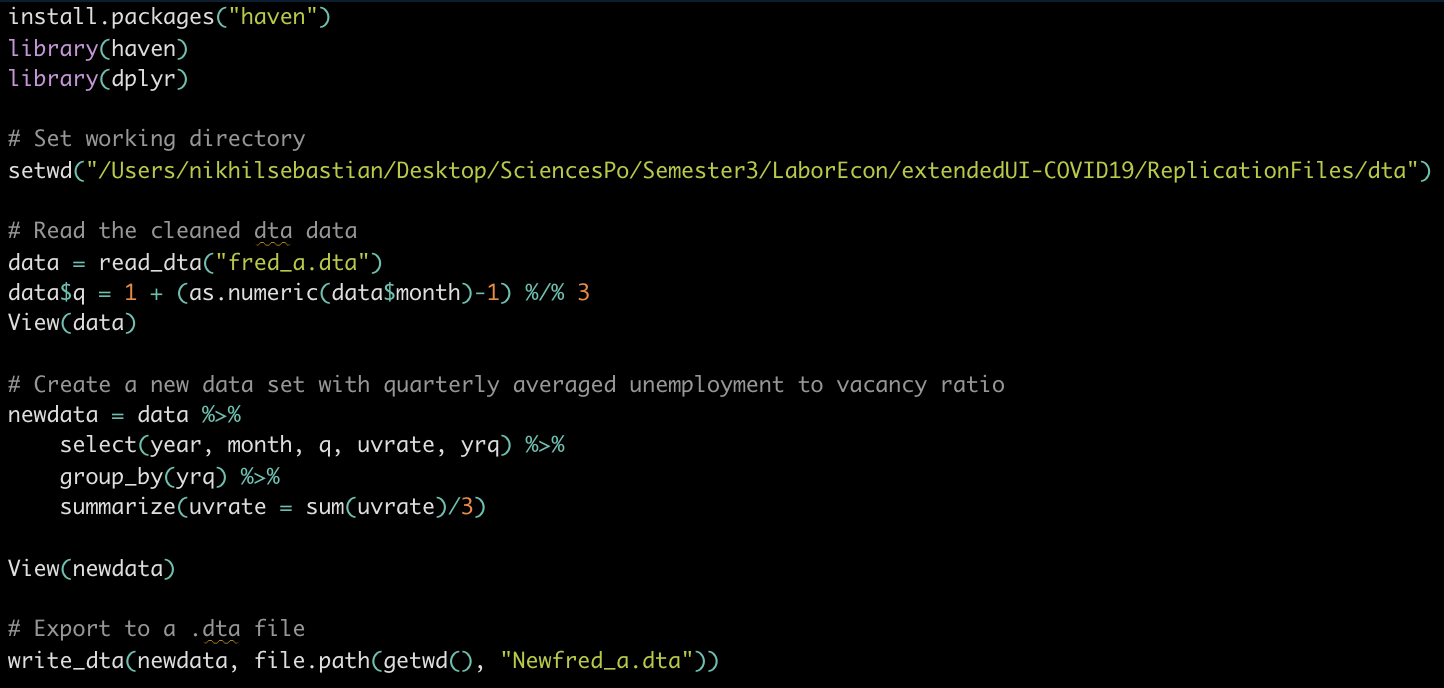 install.packages("haven")
library(haven)
library(dplyr)
# Set working directory
setwd("/Users/nikhilsebastian/Desktop/SciencesPo/Semester3/LaborEcon/extendedUI-COVID19/ReplicationFiles/dta")
# Read the cleaned dta data
data = read_dta("fred_a.dta")
data$q = 1 + (as.numeric(data$month)-1) %/% 3
View(data)
# Create a new data set with quarterly averaged unemployment to vacancy ratio
newdata = data %>%
    select(year, month, q, uvrate, yrq) %>%
    group_by(yrq) %>%
    summarize(uvrate = sum(uvrate)/3)
View(newdata)
# Export to a .dta file
write_dta(newdata, file.path(getwd(), "Newfred_a.dta"))